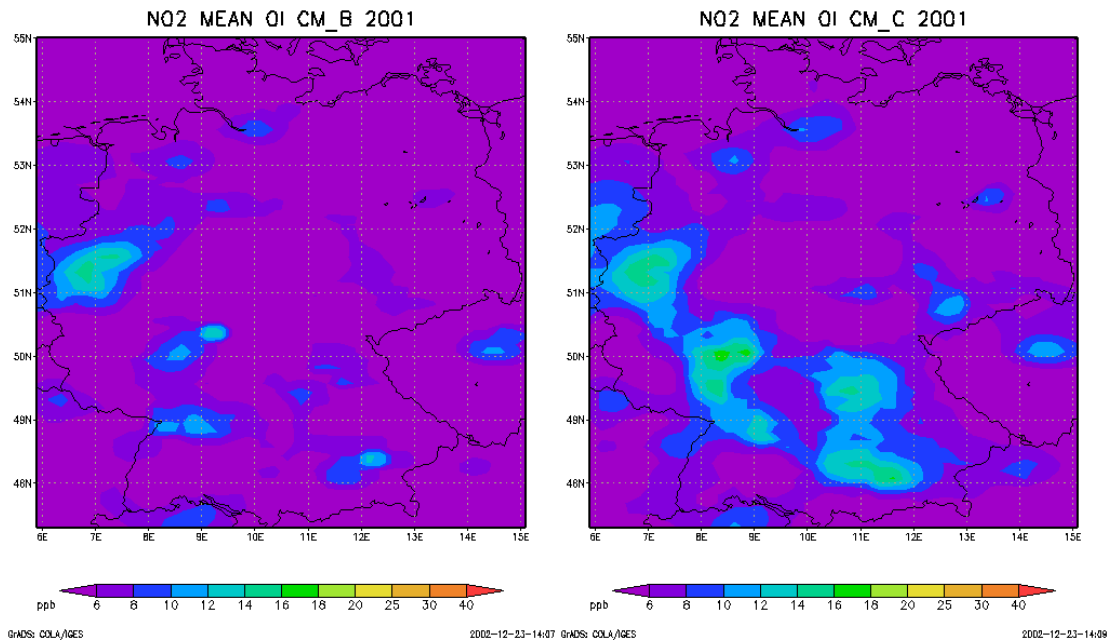 NO2 MEAN OI CM_B 2001
55N
54N
53N
52N
51N
50N
49N
48N
6E 7E 8E 9E 10E 11E 12E 13E 14E 15E
ppb 6 8 10 12 14 16 18 20 25 30 40
GrADS: COLA/IGES
2002-12-23-14:07
NO2 MEAN OI CM_C 2001
55N
54N
53N
52N
51N
50N
49N
48N
6E 7E 8E 9E 10E 11E 12E 13E 14E 15E
ppb 6 8 10 12 14 16 18 20 25 30 40
GrADS: COLA/IGES
2002-12-23-14:09